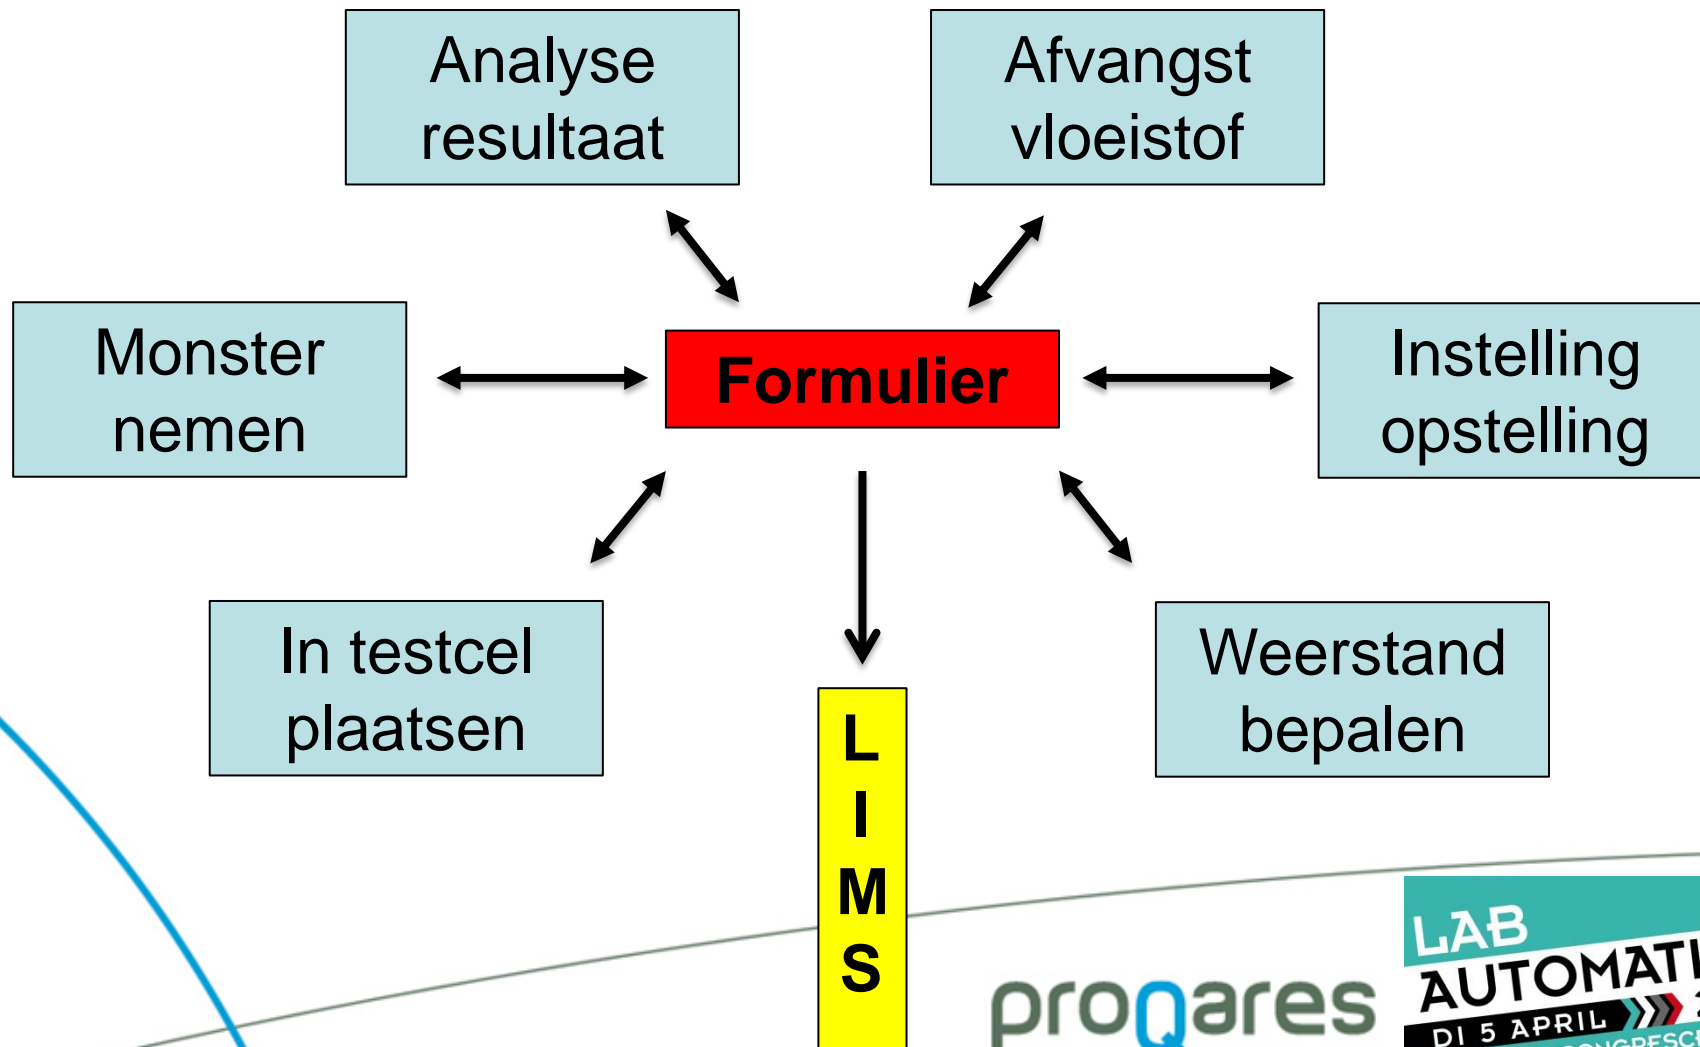 Analyse
resultaat
Afvangst
vloeistof
Monster
nemen
Formulier
Instelling
opstelling
In testcel
plaatsen
Weerstand
bepalen
L
I
M
S
proQares
LAB
DI 5 APRIL